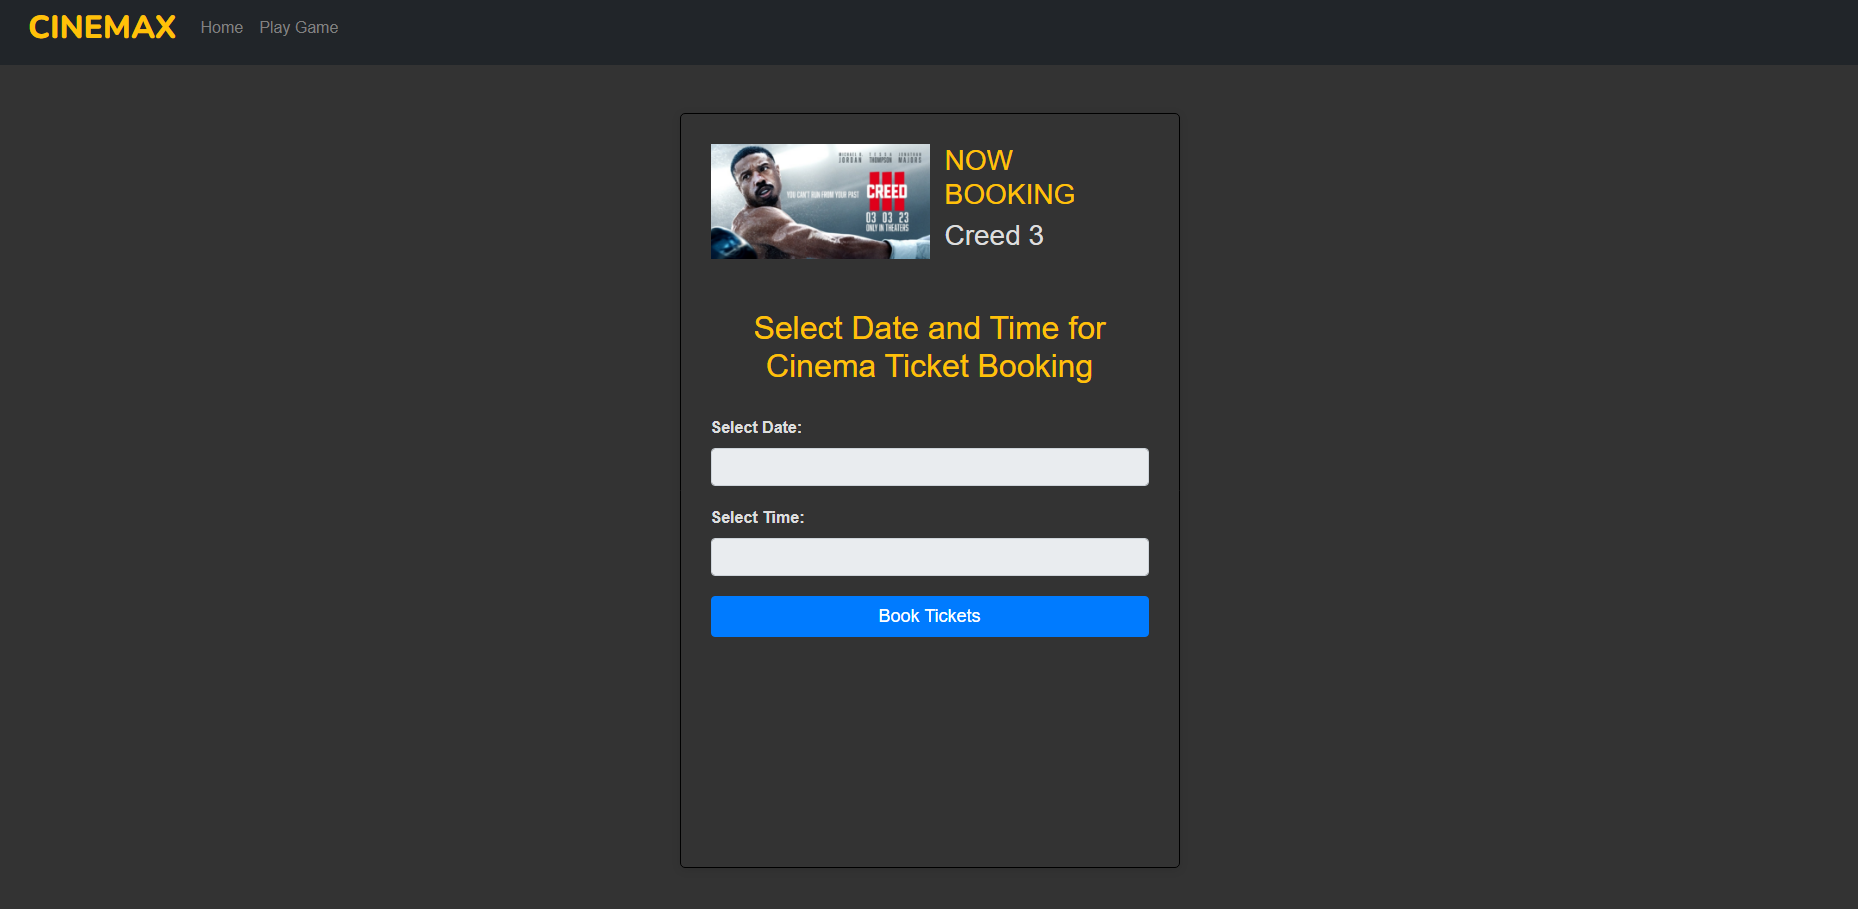 CINEMAX Home Play Game
MICHAEL B. JORDAN TESSA THOMPSON JONATHAN MAJORS
YOU CAN'T RUN FROM YOUR PAST
CREED
III
03 03 23
ONLY IN THEATERS
NOW
BOOKING
Creed 3
Select Date and Time for
Cinema Ticket Booking
Select Date:
Select Time:
Book Tickets